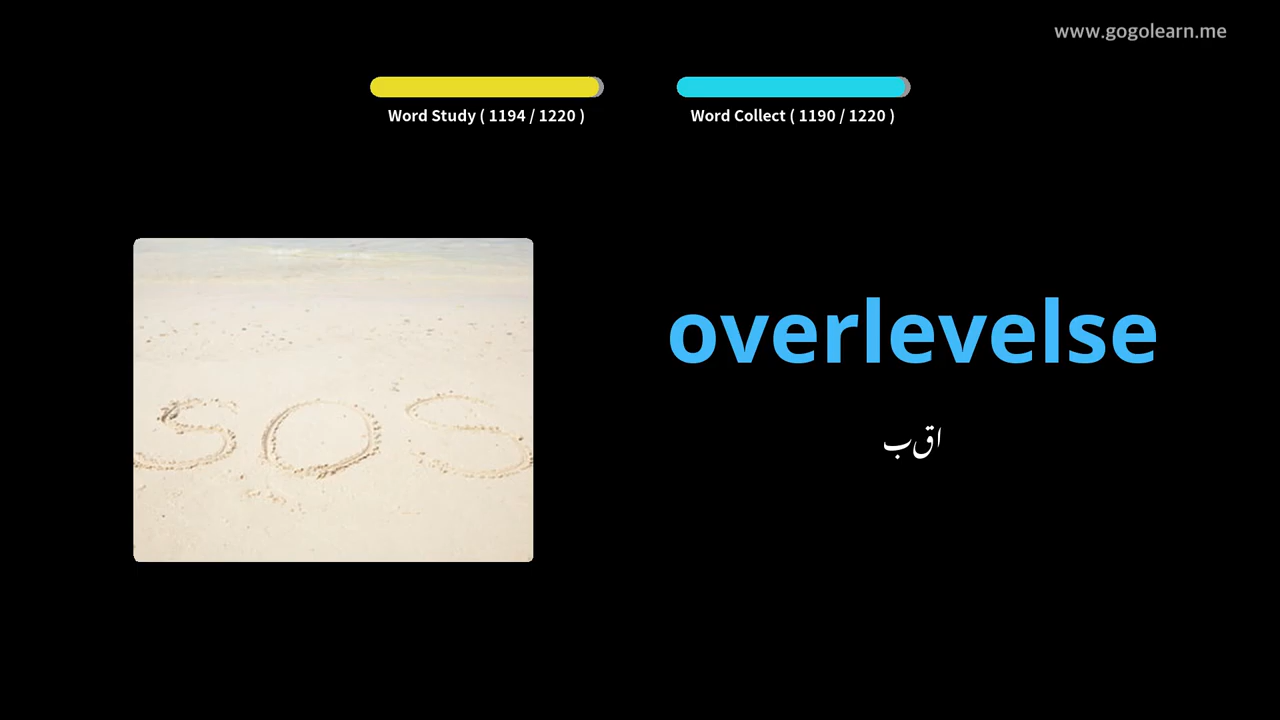 www.gogolearn.me
Word Study ( 1194 / 1220 )
Word Collect ( 1190 / 1220 )
SOS
overlevelse
اق‌ب